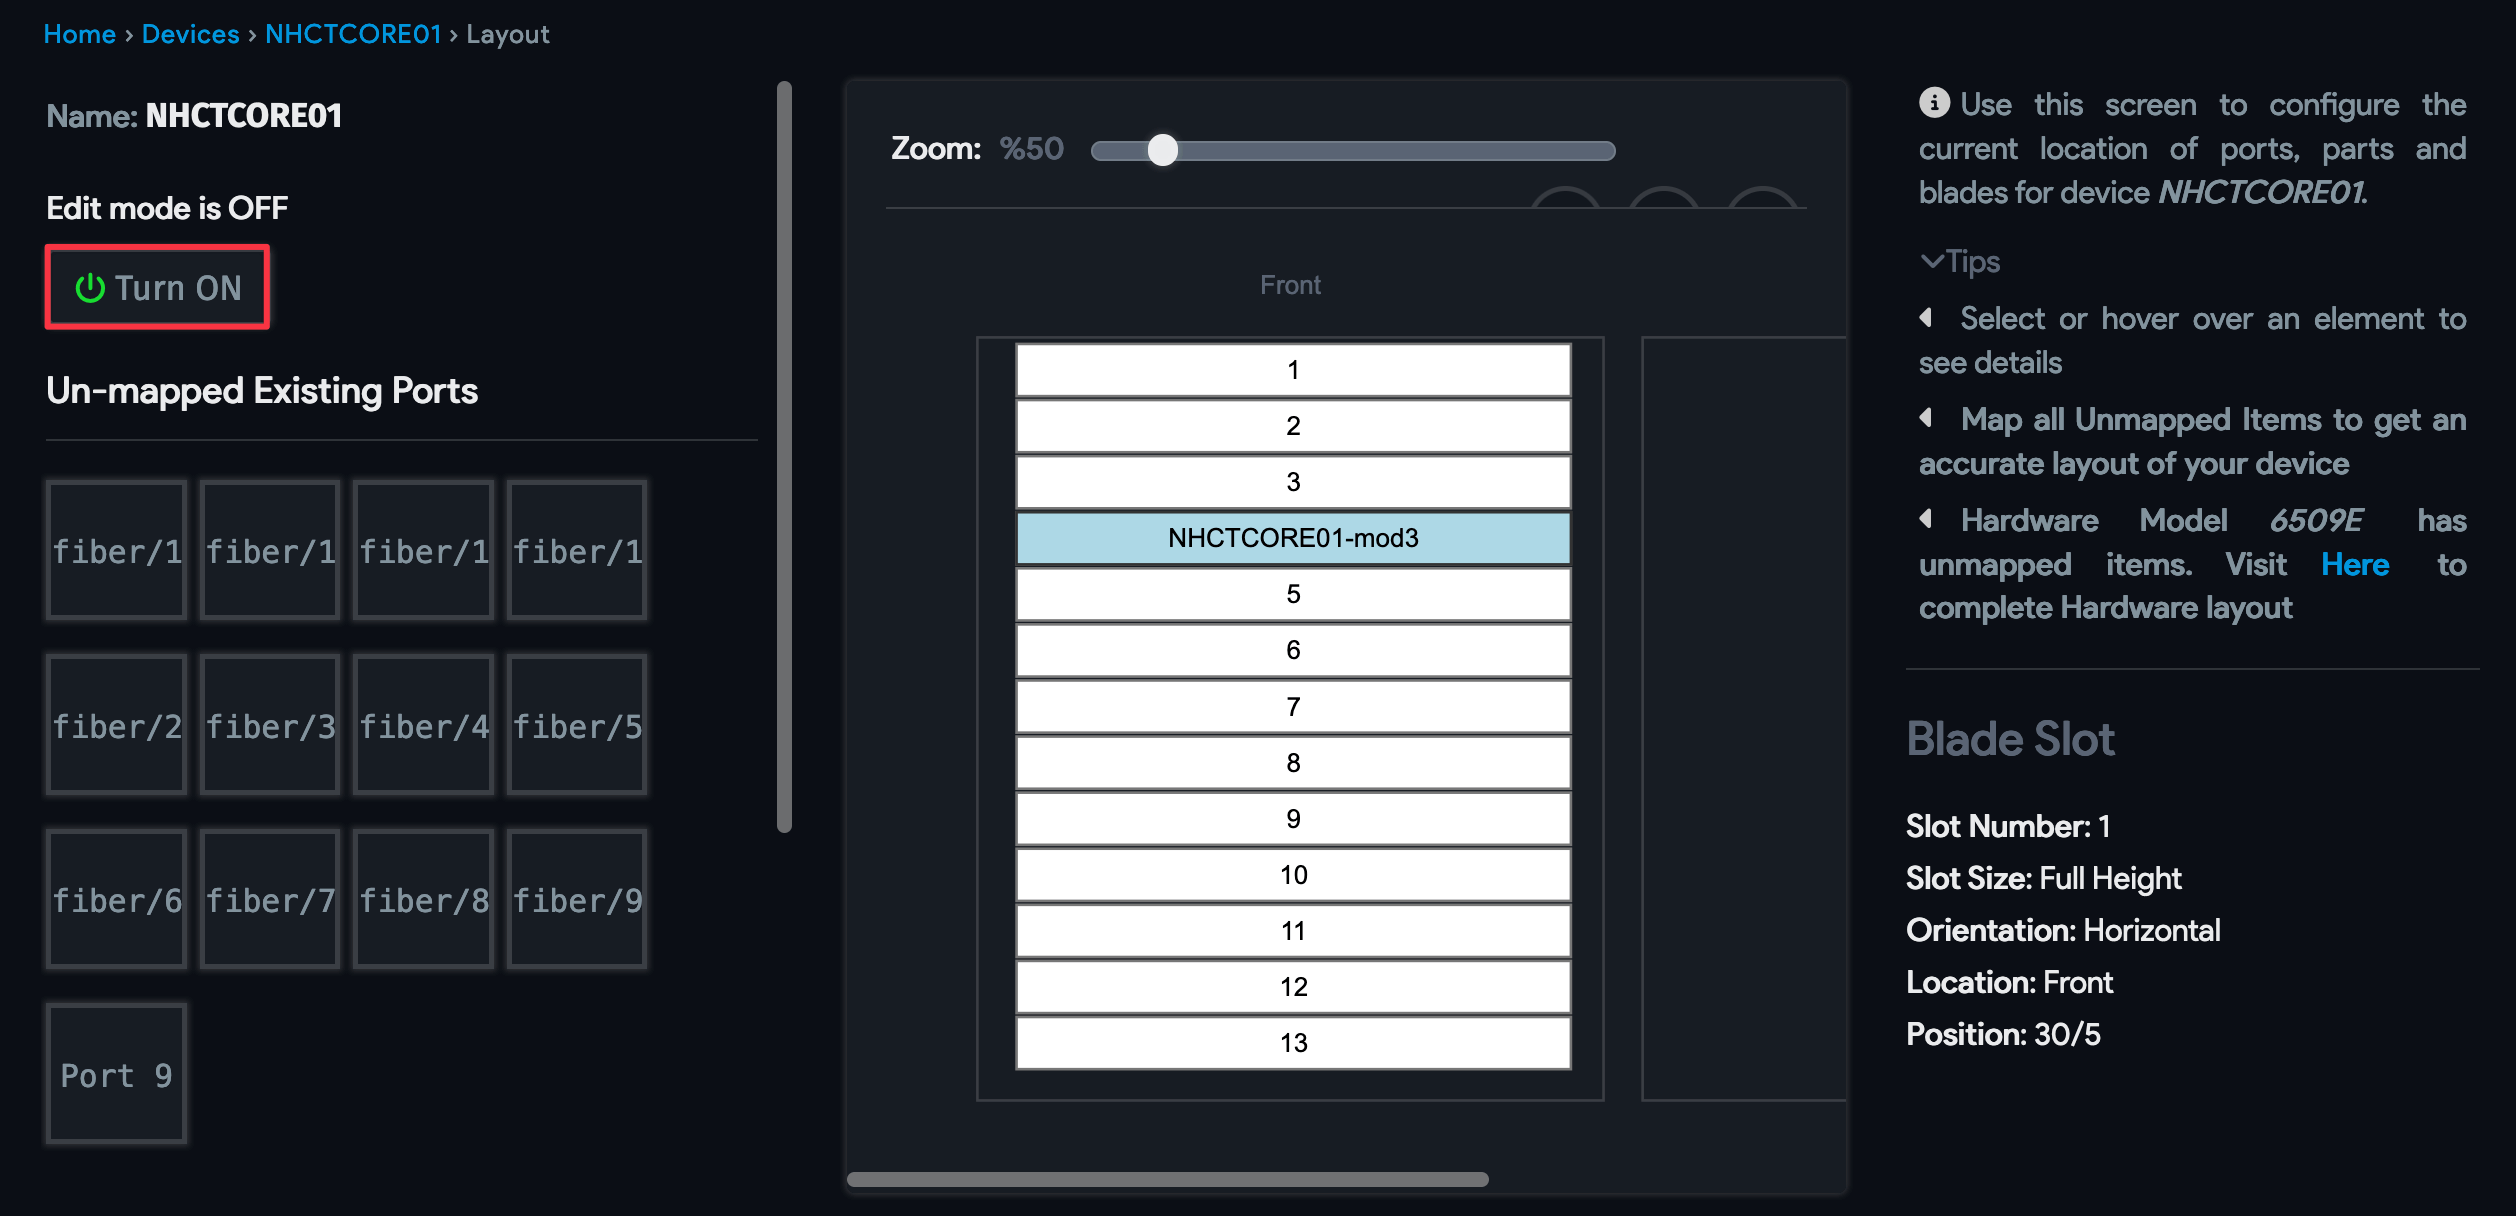 Home › Devices › NHCTCORE01 › Layout
Name: NHCTCORE01
Edit mode is OFF
Turn ON
Un-mapped Existing Ports
fiber/1 fiber/1 fiber/1 fiber/1
fiber/2 fiber/3 fiber/4 fiber/5
fiber/6 fiber/7 fiber/8 fiber/9
Port 9
Zoom: %50
Front
1
2
3
NHCTCORE01-mod3
5
6
7
8
9
10
11
12
13
Use this screen to configure the
current location of ports, parts and
blades for device NHCTCORE01.
Tips
Select or hover over an element to
see details
Map all Unmapped Items to get an
accurate layout of your device
Hardware Model 6509E has
unmapped items. Visit Here to
complete Hardware layout
Blade Slot
Slot Number: 1
Slot Size: Full Height
Orientation: Horizontal
Location: Front
Position: 30/5